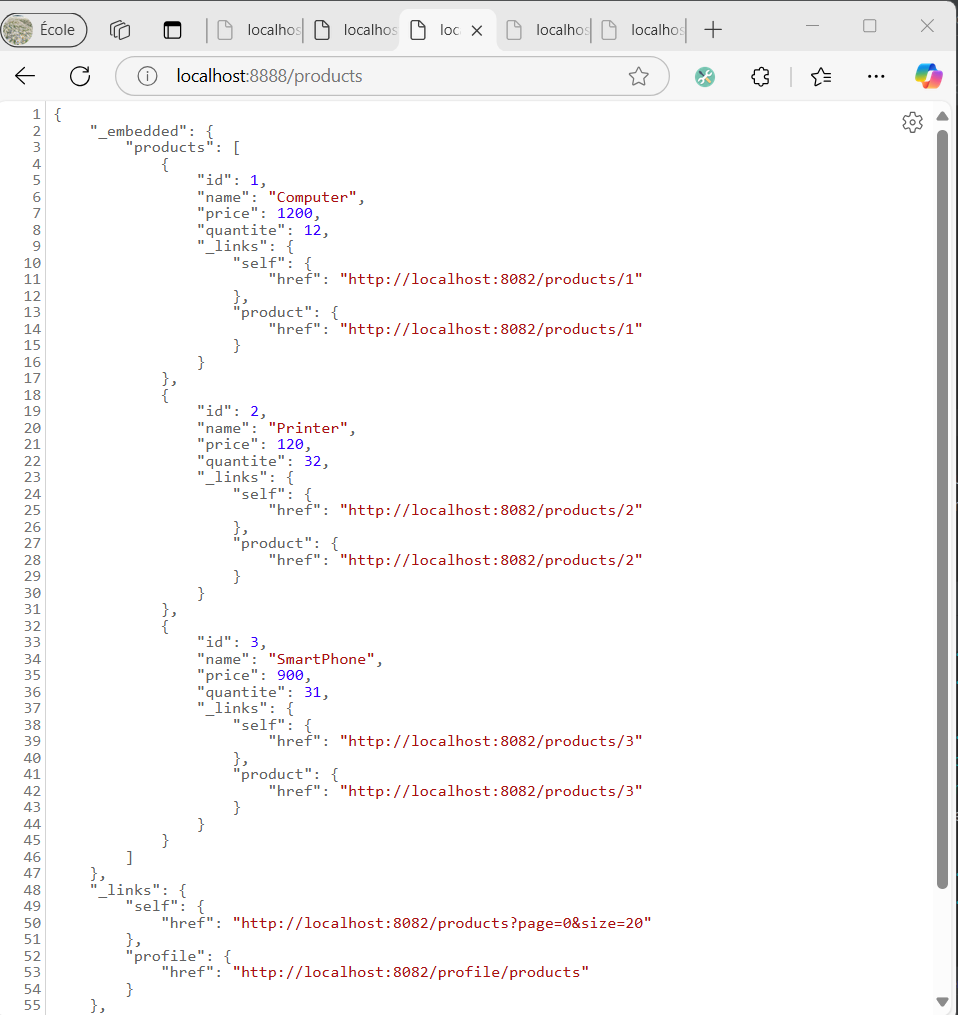 École
localhos
localhos
loc
localhos
localhos
localhost:8888/products
1 {
2     "_embedded": {
3         "products": [
4             {
5                 "id": 1,
6                 "name": "Computer",
7                 "price": 1200,
8                 "quantite": 12,
9                 "_links": {
10                     "self": {
11                         "href": "http://localhost:8082/products/1"
12                     },
13                     "product": {
14                         "href": "http://localhost:8082/products/1"
15                     }
16                 }
17             },
18             {
19                 "id": 2,
20                 "name": "Printer",
21                 "price": 120,
22                 "quantite": 32,
23                 "_links": {
24                     "self": {
25                         "href": "http://localhost:8082/products/2"
26                     },
27                     "product": {
28                         "href": "http://localhost:8082/products/2"
29                     }
30                 }
31             },
32             {
33                 "id": 3,
34                 "name": "SmartPhone",
35                 "price": 900,
36                 "quantite": 31,
37                 "_links": {
38                     "self": {
39                         "href": "http://localhost:8082/products/3"
40                     },
41                     "product": {
42                         "href": "http://localhost:8082/products/3"
43                     }
44                 }
45             }
46         ]
47     },
48     "_links": {
49         "self": {
50             "href": "http://localhost:8082/products?page=0&size=20"
51         },
52         "profile": {
53             "href": "http://localhost:8082/profile/products"
54         }
55     },